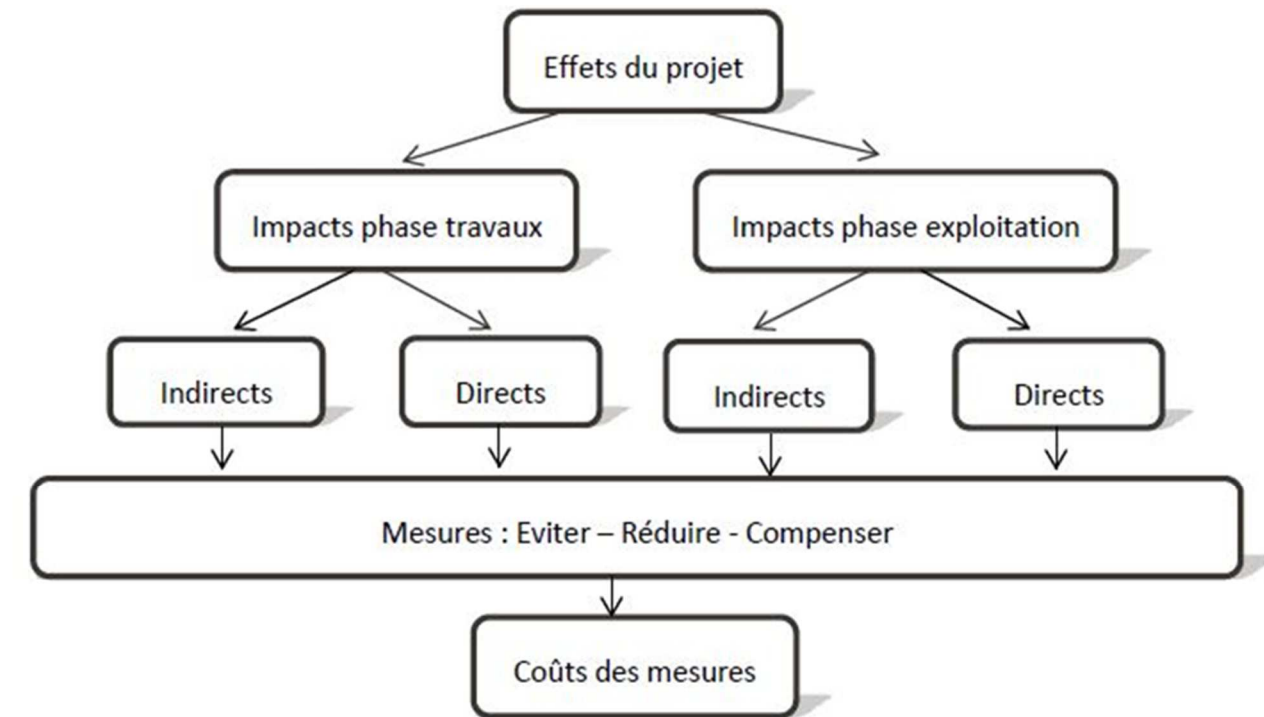 Effets du projet
Impacts phase travaux
Impacts phase exploitation
Indirects
Directs
Indirects
Directs
Mesures : Eviter – Réduire - Compenser
Coûts des mesures